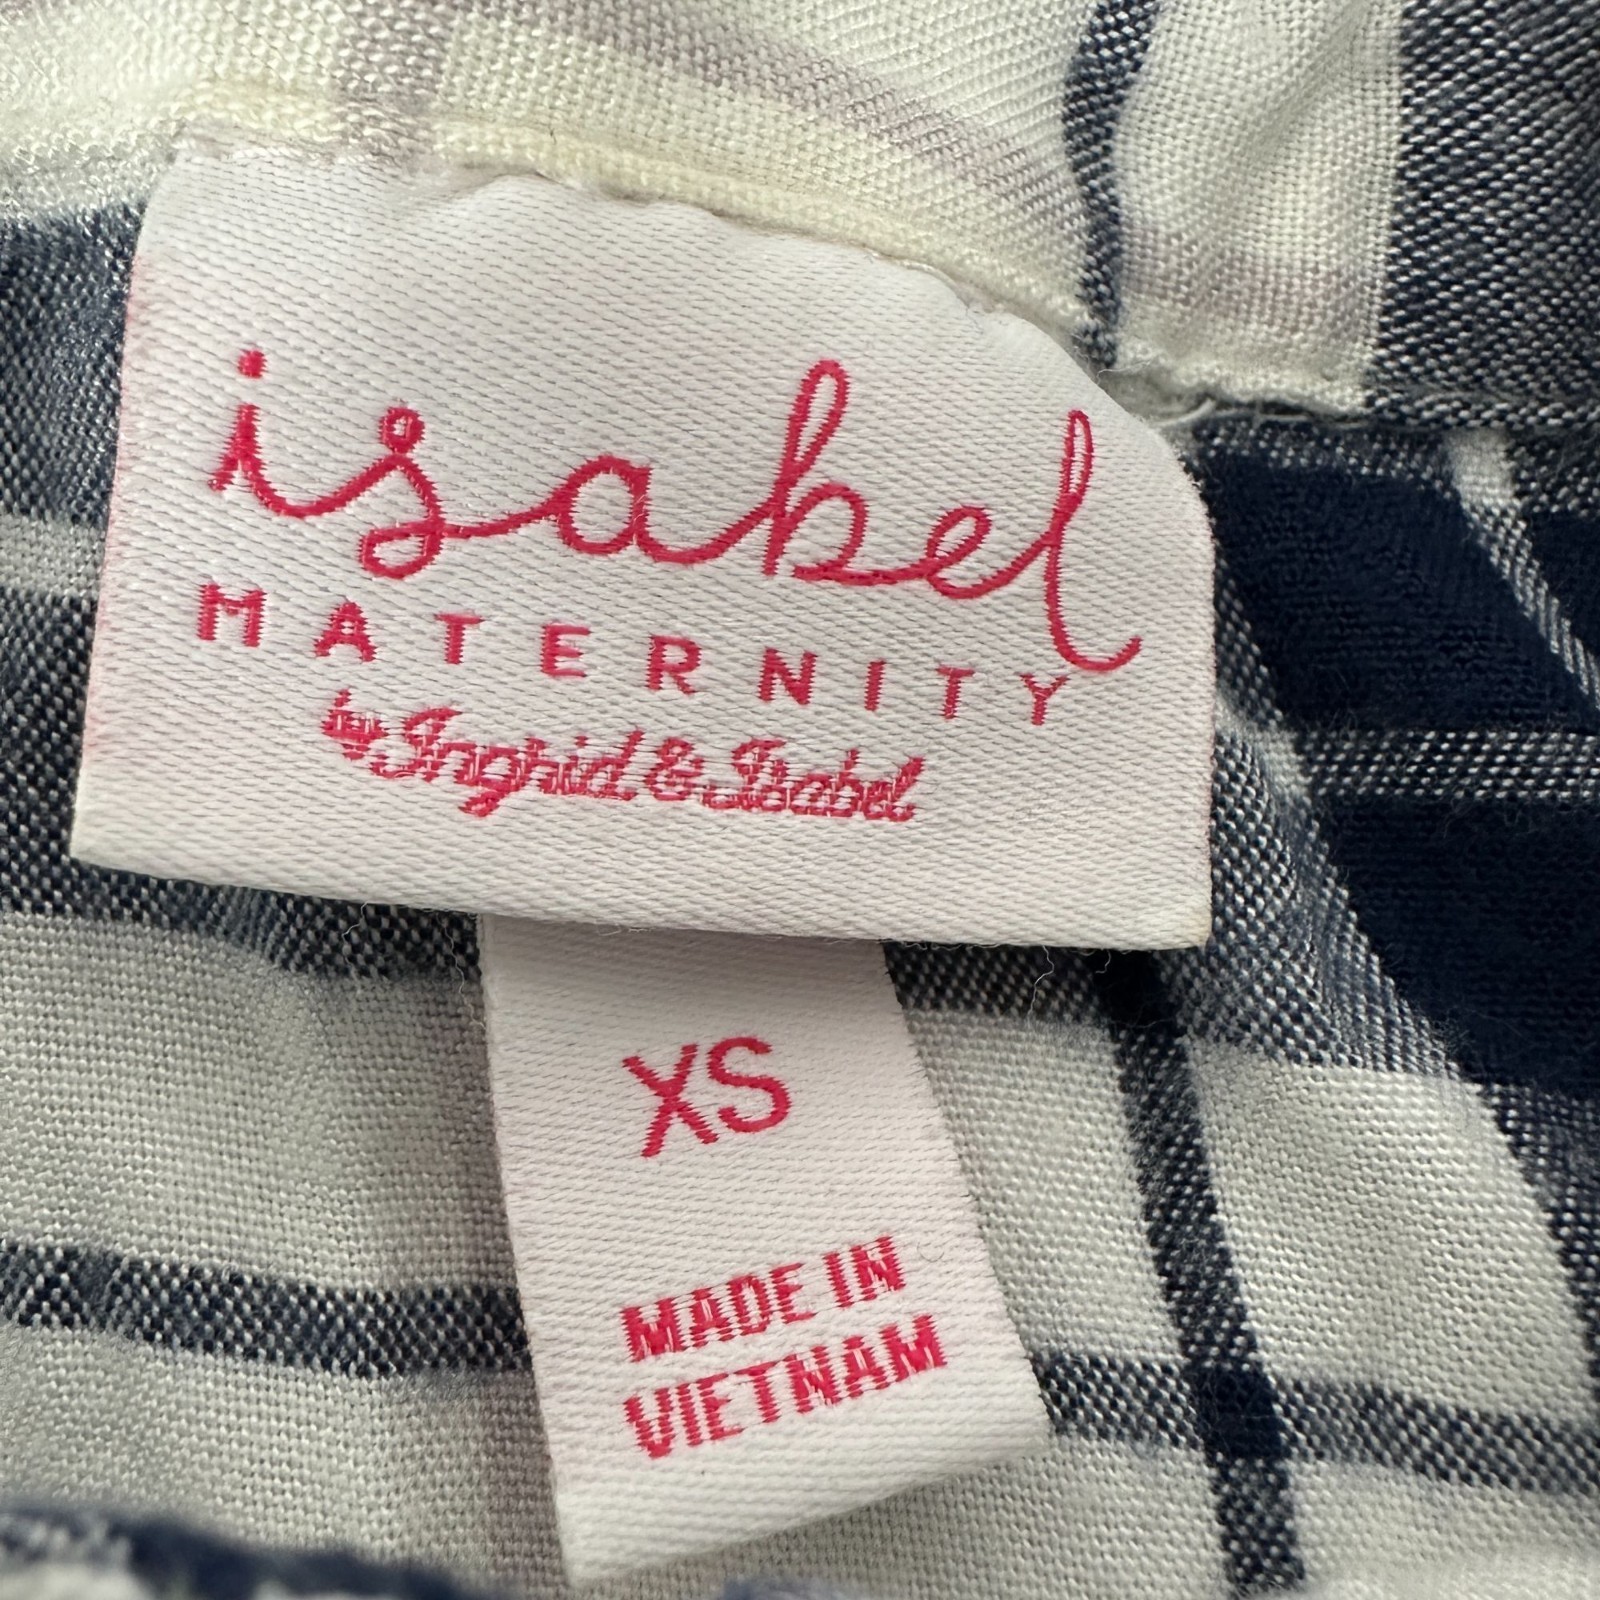 isabel
MATERNITY
by Ingrid & Isabel
XS
MADE IN
VIETNAM